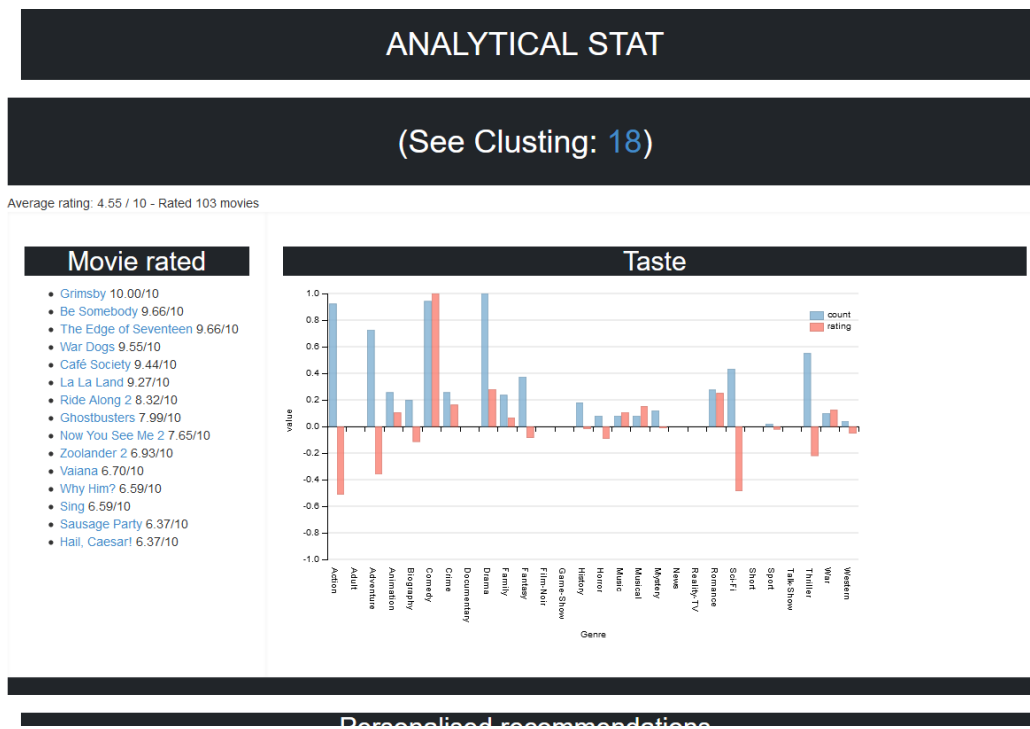 ANALYTICAL STAT
(See Clusting: 18)
Average rating: 4.55 / 10 - Rated 103 movies
Movie rated
Grimsby 10.00/10
Be Somebody 9.66/10
The Edge of Seventeen 9.66/10
War Dogs 9.55/10
Café Society 9.44/10
La La Land 9.27/10
Ride Along 2 8.32/10
Ghostbusters 7.99/10
Now You See Me 2 7.65/10
Zoolander 2 6.93/10
Vaiana 6.70/10
Why Him? 6.59/10
Sing 6.59/10
Sausage Party 6.37/10
Hail, Caesar! 6.37/10
Taste
count
rating
1.0
0.8
0.6
0.4
0.2
0.0
-0.2
-0.4
-0.6
-0.8
-1.0
value
Action
Adult
Adventure
Animation
Biography
Comedy
Crime
Documentary
Drama
Family
Fantasy
Film-Noir
Game-Show
History
Horror
Music
Musical
Mystery
News
Reality-TV
Romance
Sci-Fi
Short
Sport
Talk-Show
Thriller
War
Western
Genre
Personalised recommendations